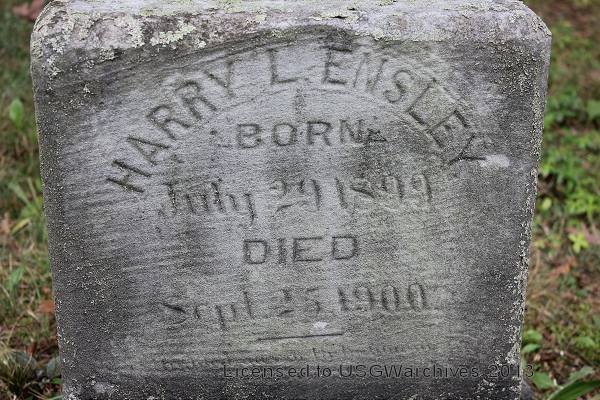 HARRY L. ENSLEY
BORN
July 29 1899
DIED
Sept 25 1900
Licensed to USGWarchives 2013